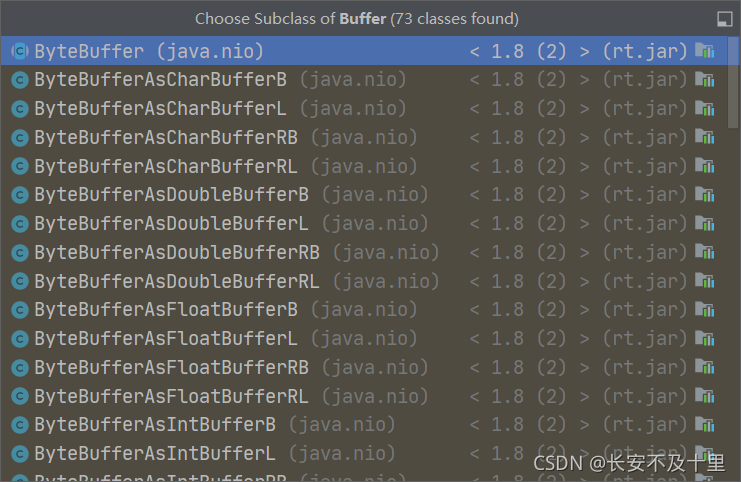 Choose Subclass of Buffer (73 classes found)
ByteBuffer (java.nio) < 1.8 (2) > (rt.jar)
ByteBufferAsCharBufferB (java.nio) < 1.8 (2) > (rt.jar)
ByteBufferAsCharBufferL (java.nio) < 1.8 (2) > (rt.jar)
ByteBufferAsCharBufferRB (java.nio) < 1.8 (2) > (rt.jar)
ByteBufferAsCharBufferRL (java.nio) < 1.8 (2) > (rt.jar)
ByteBufferAsDoubleBufferB (java.nio) < 1.8 (2) > (rt.jar)
ByteBufferAsDoubleBufferL (java.nio) < 1.8 (2) > (rt.jar)
ByteBufferAsDoubleBufferRB (java.nio) < 1.8 (2) > (rt.jar)
ByteBufferAsDoubleBufferRL (java.nio) < 1.8 (2) > (rt.jar)
ByteBufferAsFloatBufferB (java.nio) < 1.8 (2) > (rt.jar)
ByteBufferAsFloatBufferL (java.nio) < 1.8 (2) > (rt.jar)
ByteBufferAsFloatBufferRB (java.nio) < 1.8 (2) > (rt.jar)
ByteBufferAsFloatBufferRL (java.nio) < 1.8 (2) > (rt.jar)
ByteBufferAsIntBufferB (java.nio) < 1.8 (2) > (rt.jar)
ByteBufferAsIntBufferL (java.nio) < 1.8 (2) > (rt.jar)
ByteBufferAsIntBufferRB (java.nio)
CSDN @长安不及十里